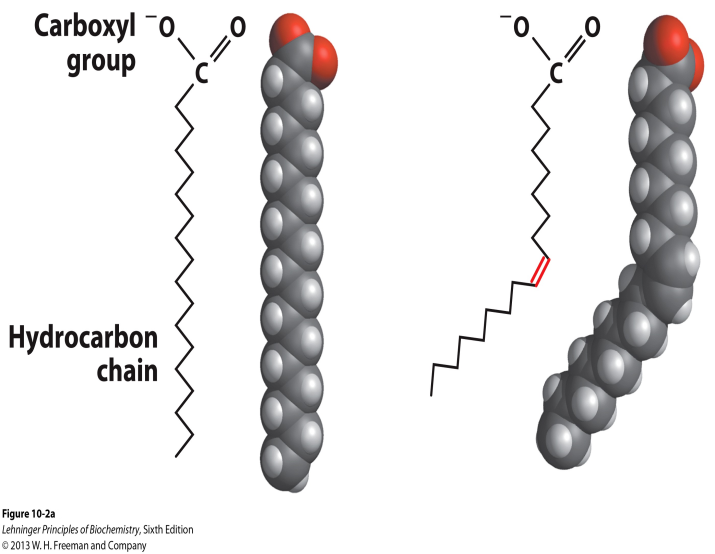 Carboxyl
group
⁻O
O
C
⁻O
O
C
Hydrocarbon
chain
Figure 10-2a
Lehninger Principles of Biochemistry, Sixth Edition
© 2013 W. H. Freeman and Company